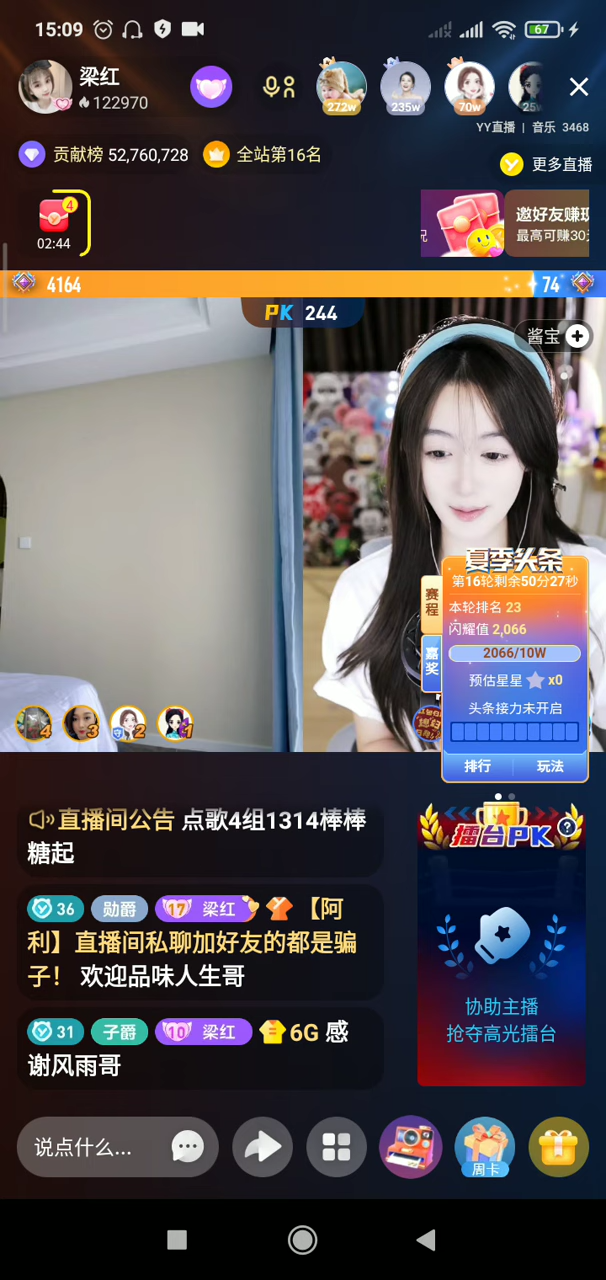 15:09
67
梁红
122970
272w
235w
70w
25w
YY直播 | 音乐 3468
贡献榜 52,760,728
全站第16名
更多直播
4
02:44
邀好友赚现
最高可赚30
4164
74
PK 244
酱宝
夏季头条
第16轮剩余50分27秒
赛程
本轮排名 23
闪耀值 2,066
2066/10W
嘉奖
预估星星 x0
头条接力未开启
排行
玩法
4
3
2
1
直播间公告 点歌4组1314棒棒
糖起
36 勋爵 17 梁红 【阿
利】直播间私聊加好友的都是骗
子! 欢迎品味人生哥
31 子爵 10 梁红 6G 感
谢风雨哥
擂台PK
?
协助主播
抢夺高光擂台
说点什么...
周卡